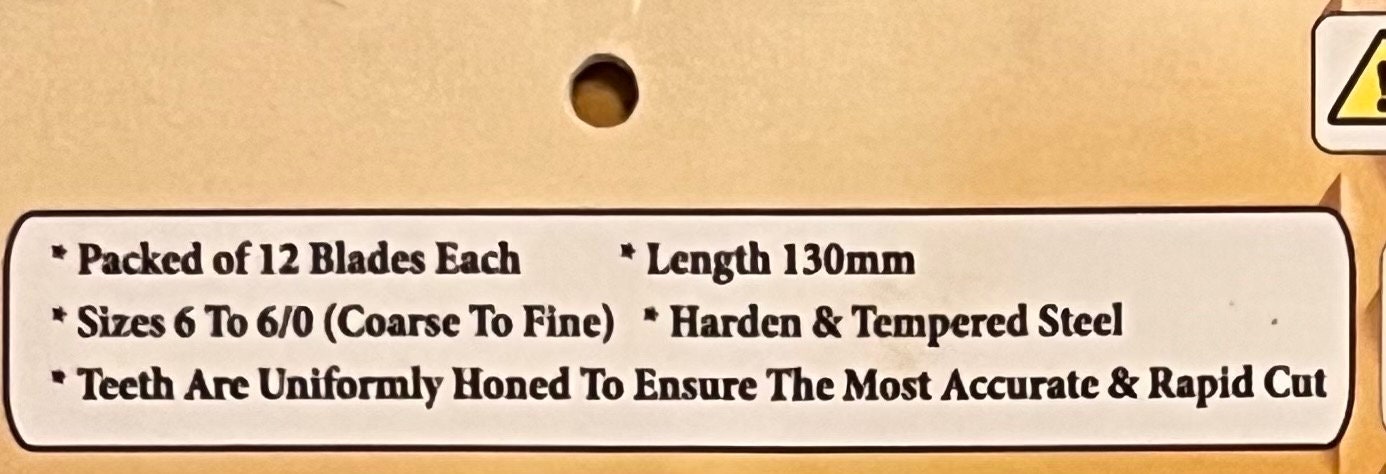 * Packed of 12 Blades Each * Length 130mm
* Sizes 6 To 6/0 (Coarse To Fine) * Harden & Tempered Steel
* Teeth Are Uniformly Honed To Ensure The Most Accurate & Rapid Cut